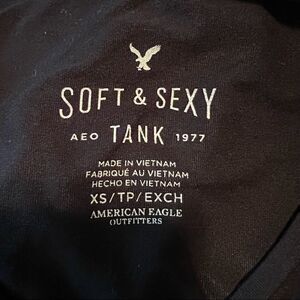 SOFT & SEXY
AEO TANK 1977
MADE IN VIETNAM
FABRIQUÉ AU VIETNAM
HECHO EN VIETNAM
XS/TP/EXCH
AMERICAN EAGLE
OUTFITTERS